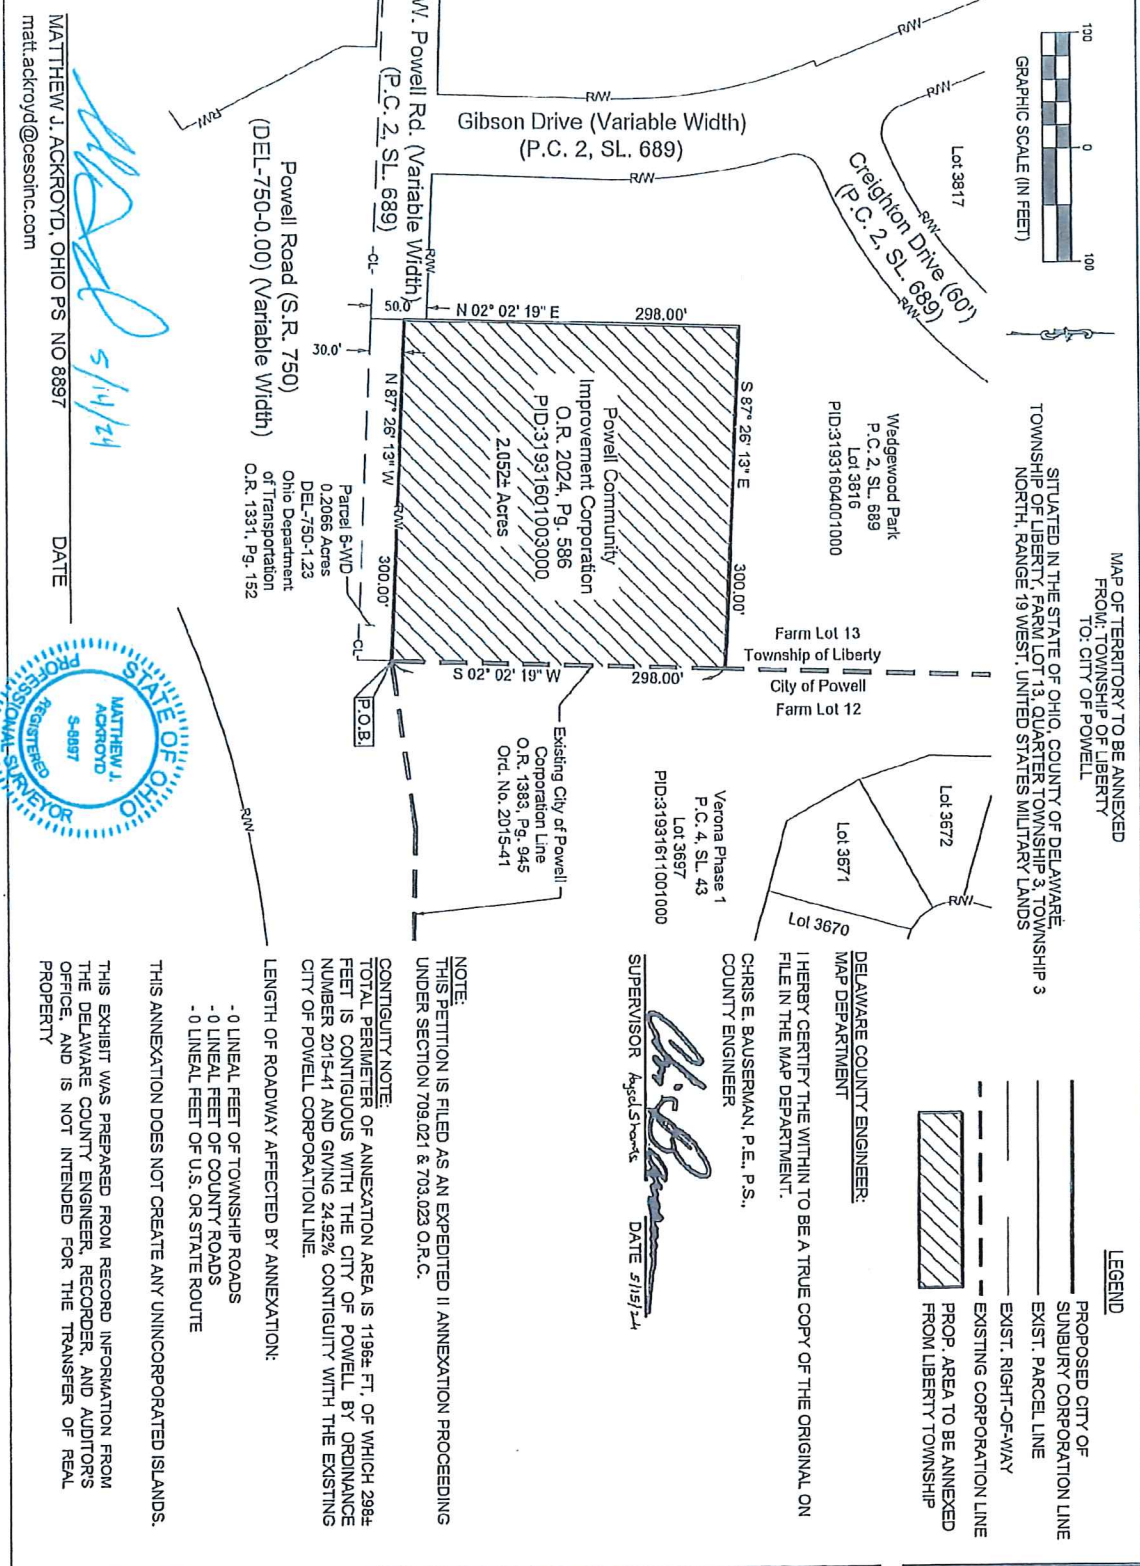 MAP OF TERRITORY TO BE ANNEXED
FROM: TOWNSHIP OF LIBERTY
TO: CITY OF POWELL
SITUATED IN THE STATE OF OHIO, COUNTY OF DELAWARE,
TOWNSHIP OF LIBERTY, FARM LOT 13, QUARTER TOWNSHIP 3, TOWNSHIP 3
NORTH, RANGE 19 WEST, UNITED STATES MILITARY LANDS
100
0
100
GRAPHIC SCALE (IN FEET)
LEGEND
PROPOSED CITY OF
SUNBURY CORPORATION LINE
EXIST. PARCEL LINE
EXIST. RIGHT-OF-WAY
EXISTING CORPORATION LINE
PROP. AREA TO BE ANNEXED
FROM LIBERTY TOWNSHIP
Lot 3817
R/W
R/W
R/W
R/W
Creighton Drive (60')
(P.C. 2, SL. 689)
Gibson Drive (Variable Width)
(P.C. 2, SL. 689)
R/W
R/W
Wedgewood Park
P.C. 2, SL. 689
Lot 3816
PID:31931604001000
Farm Lot 13
Township of Liberty
City of Powell
Farm Lot 12
Lot 3672
Lot 3671
Lot 3670
R/W
Verona Phase 1
P.C. 4, SL. 43
Lot 3697
PID:31931611001000
S 87° 26' 13" E
300.00'
N 02° 02' 19" E
298.00'
S 02° 02' 19" W
298.00'
N 87° 26' 13" W
R/W
300.00'
Powell Community
Improvement Corporation
O.R. 2024, Pg. 586
PID:31931601003000
2.052± Acres
Existing City of Powell
Corporation Line
O.R. 1383, Pg. 945
Ord. No. 2015-41
W. Powell Rd. (Variable Width)
(P.C. 2, SL. 689)
R/W
CL
50.0'
30.0'
CL
P.O.B.
Parcel 6-WD
0.2066 Acres
DEL-750-1.23
Ohio Department
of Transportation
O.R. 1331, Pg. 152
Powell Road (S.R. 750)
(DEL-750-0.00) (Variable Width)
R/W
R/W
DELAWARE COUNTY ENGINEER:
MAP DEPARTMENT
I HERBY CERTIFY THE WITHIN TO BE A TRUE COPY OF THE ORIGINAL ON
FILE IN THE MAP DEPARTMENT.
CHRIS E. BAUSERMAN, P.E., P.S.,
COUNTY ENGINEER
SUPERVISOR DATE 5/15/24
NOTE:
THIS PETITION IS FILED AS AN EXPEDITED II ANNEXATION PROCEEDING
UNDER SECTION 709.021 & 703.023 O.R.C.
CONTIGUITY NOTE:
TOTAL PERIMETER OF ANNEXATION AREA IS 1196± FT, OF WHICH 298±
FEET IS CONTIGUOUS WITH THE CITY OF POWELL BY ORDINANCE
NUMBER 2015-41 AND GIVING 24.92% CONTIGUITY WITH THE EXISTING
CITY OF POWELL CORPORATION LINE.
LENGTH OF ROADWAY AFFECTED BY ANNEXATION:
- 0 LINEAL FEET OF TOWNSHIP ROADS
- 0 LINEAL FEET OF COUNTY ROADS
- 0 LINEAL FEET OF U.S. OR STATE ROUTE
THIS ANNEXATION DOES NOT CREATE ANY UNINCORPORATED ISLANDS.
THIS EXHIBIT WAS PREPARED FROM RECORD INFORMATION FROM
THE DELAWARE COUNTY ENGINEER, RECORDER, AND AUDITOR'S
OFFICE, AND IS NOT INTENDED FOR THE TRANSFER OF REAL
PROPERTY
5/14/24
MATTHEW J. ACKROYD, OHIO PS NO 8897 DATE
matt.ackroyd@cesoinc.com
STATE OF OHIO
MATTHEW J.
ACKROYD
S-8897
REGISTERED
PROFESSIONAL SURVEYOR